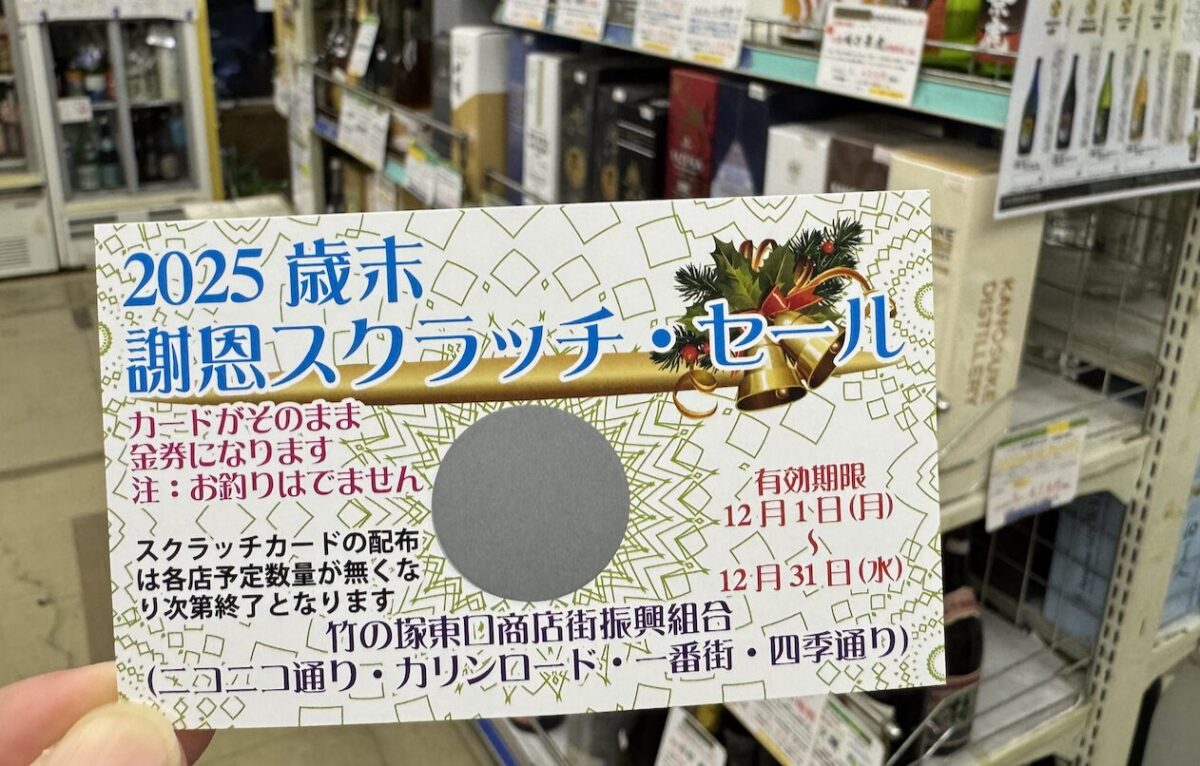 2025 歳末
謝恩スクラッチ・セール
カードがそのまま
金券になります
注：お釣りはでません
スクラッチカードの配布
は各店予定数量が無くな
り次第終了となります
有効期限
12月1日(月)
～
12月31日(水)
竹の塚東口商店街振興組合
(ニコニコ通り・カリンロード・一番街・四季通り)
KANOSUKE
DISTILLERY